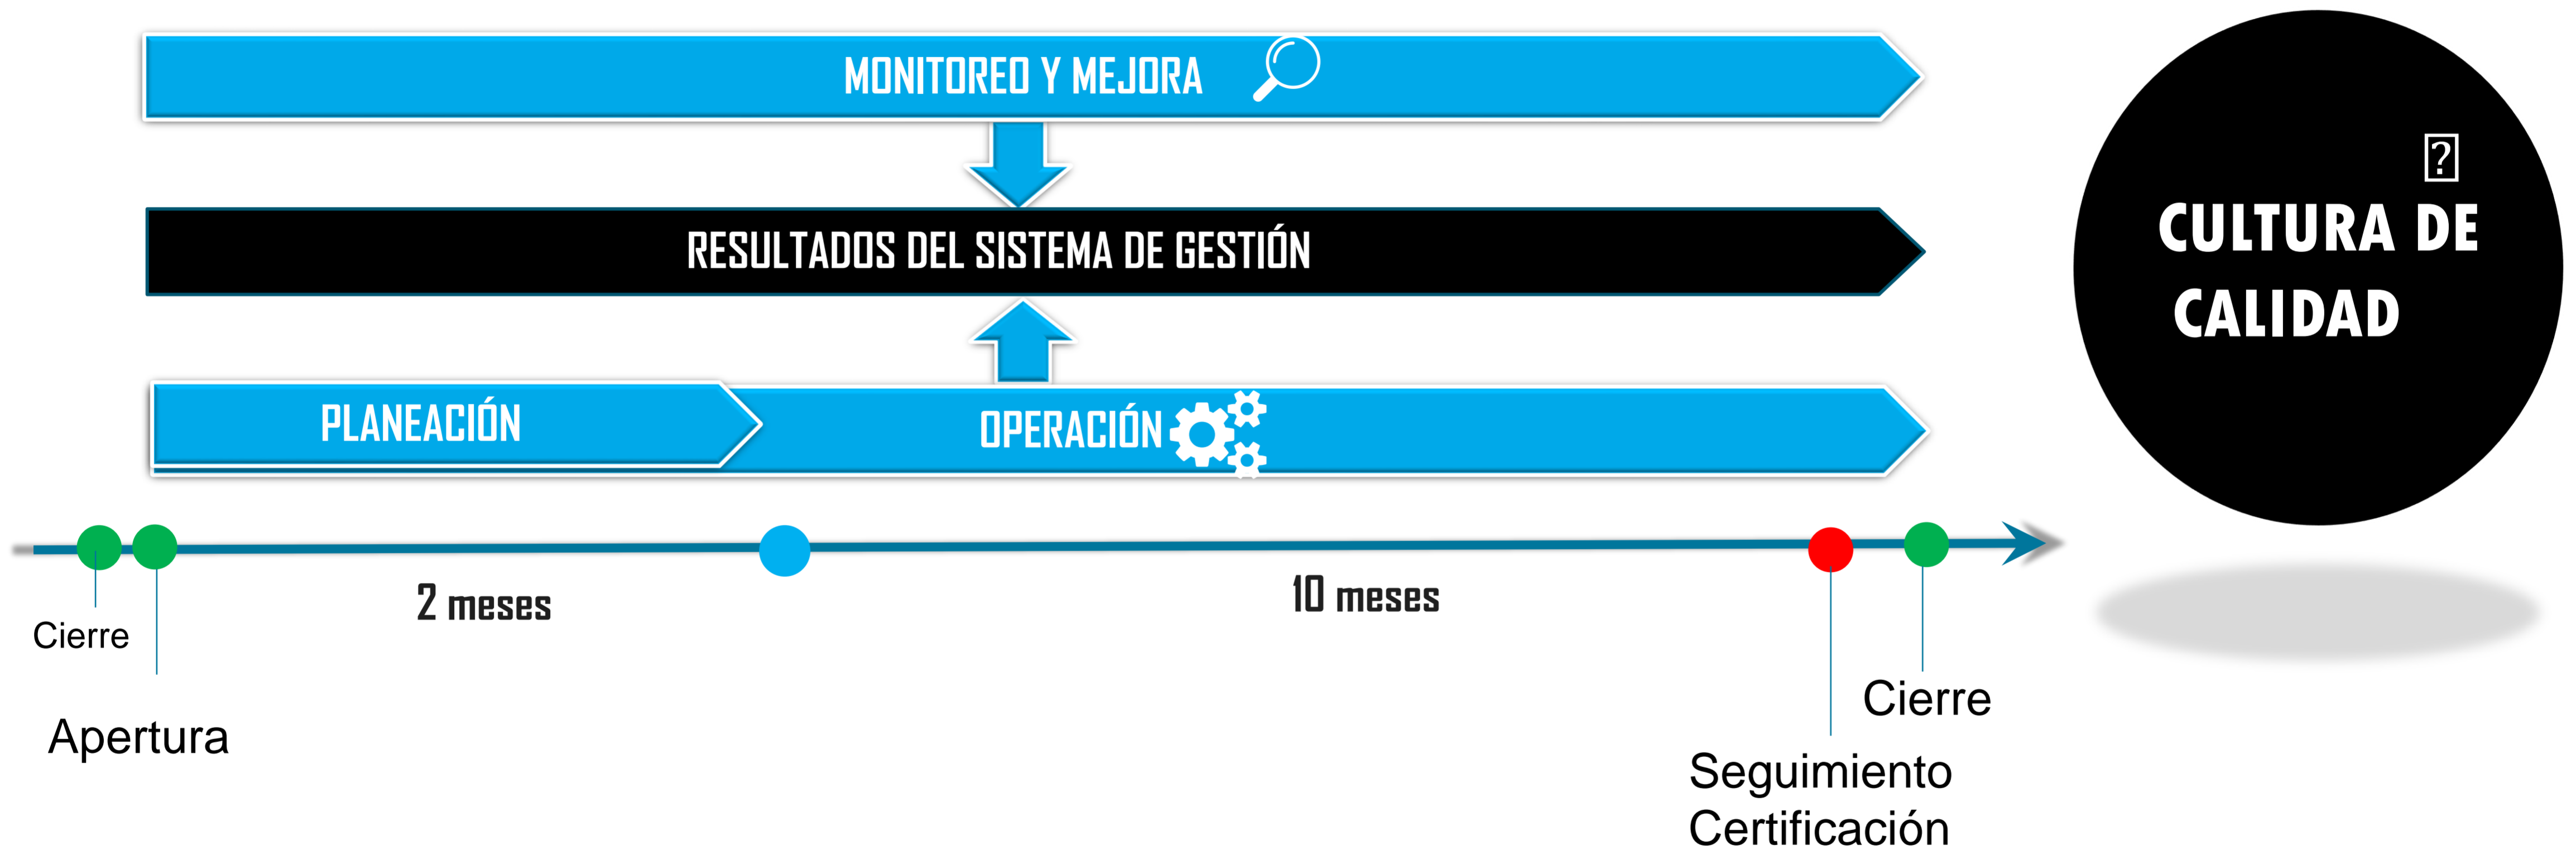 MONITOREO Y MEJORA
RESULTADOS DEL SISTEMA DE GESTIÓN
PLANEACIÓN
OPERACIÓN
CULTURA DE
CALIDAD
2 meses
10 meses
Cierre
Apertura
Cierre
Seguimiento
Certificación